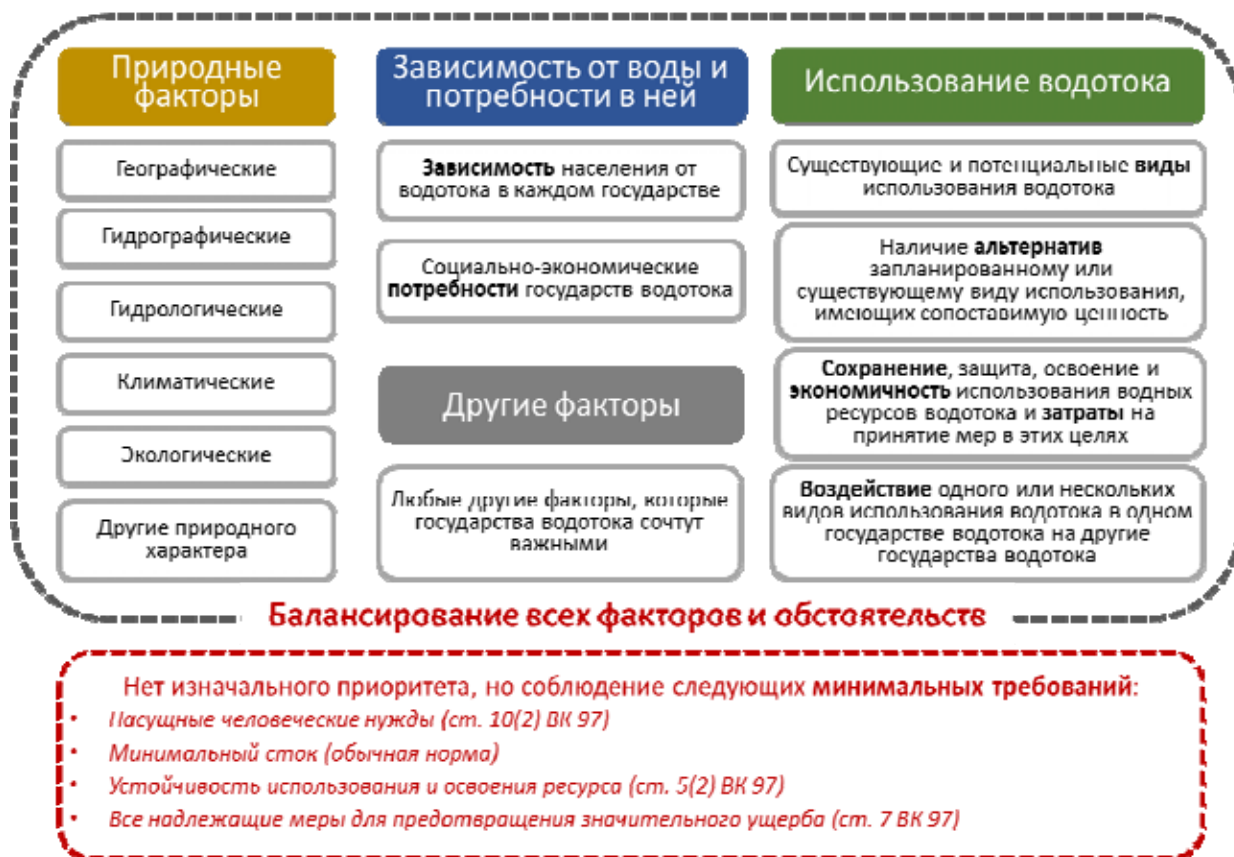 Природные
факторы
Географические
Гидрографические
Гидрологические
Климатические
Экологические
Другие природного
характера
Зависимость от воды и
потребности в ней
Зависимость населения от
водотока в каждом государстве
Социально-экономические
потребности государств водотока
Другие факторы
Любые другие факторы, которые
государства водотока сочтут
важными
Использование водотока
Существующие и потенциальные виды
использования водотока
Наличие альтернатив
запланированному или
существующему виду использования,
имеющих сопоставимую ценность
Сохранение, защита, освоение и
экономичность использования водных
ресурсов водотока и затраты на
принятие мер в этих целях
Воздействие одного или нескольких
видов использования водотока в одном
государстве водотока на другие
государства водотока
Балансирование всех факторов и обстоятельств
Нет изначального приоритета, но соблюдение следующих минимальных требований:
• Насущные человеческие нужды (ст. 10(2) ВК 97)
• Минимальный сток (обычная норма)
• Устойчивость использования и освоения ресурса (ст. 5(2) ВК 97)
• Все надлежащие меры для предотвращения значительного ущерба (ст. 7 ВК 97)